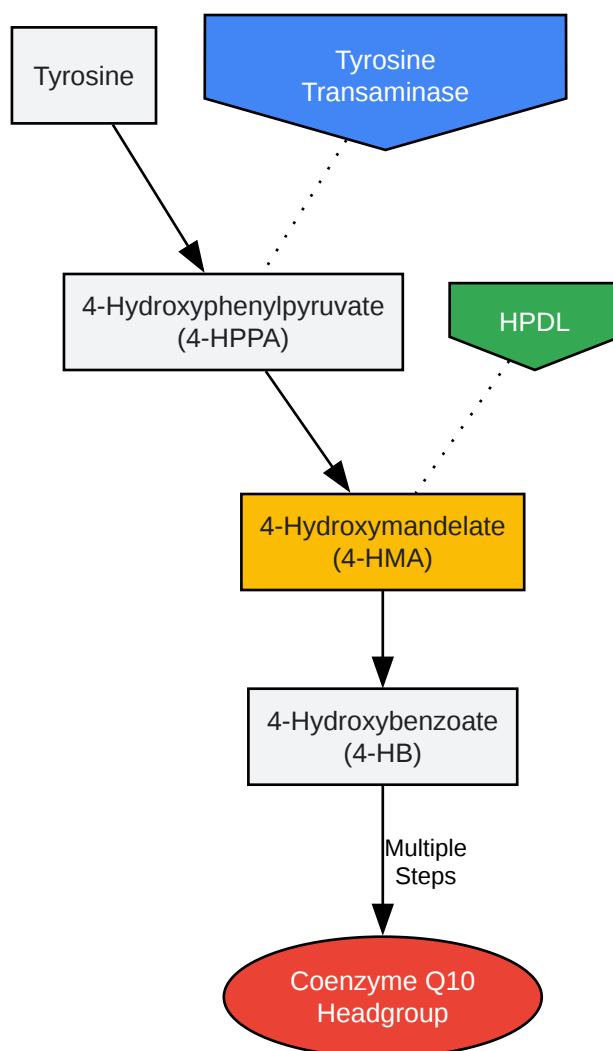 Tyrosine
Tyrosine
Transaminase
4-Hydroxyphenylpyruvate
(4-HPPA)
HPDL
4-Hydroxymandelate
(4-HMA)
4-Hydroxybenzoate
(4-HB)
Multiple
Steps
Coenzyme Q10
Headgroup